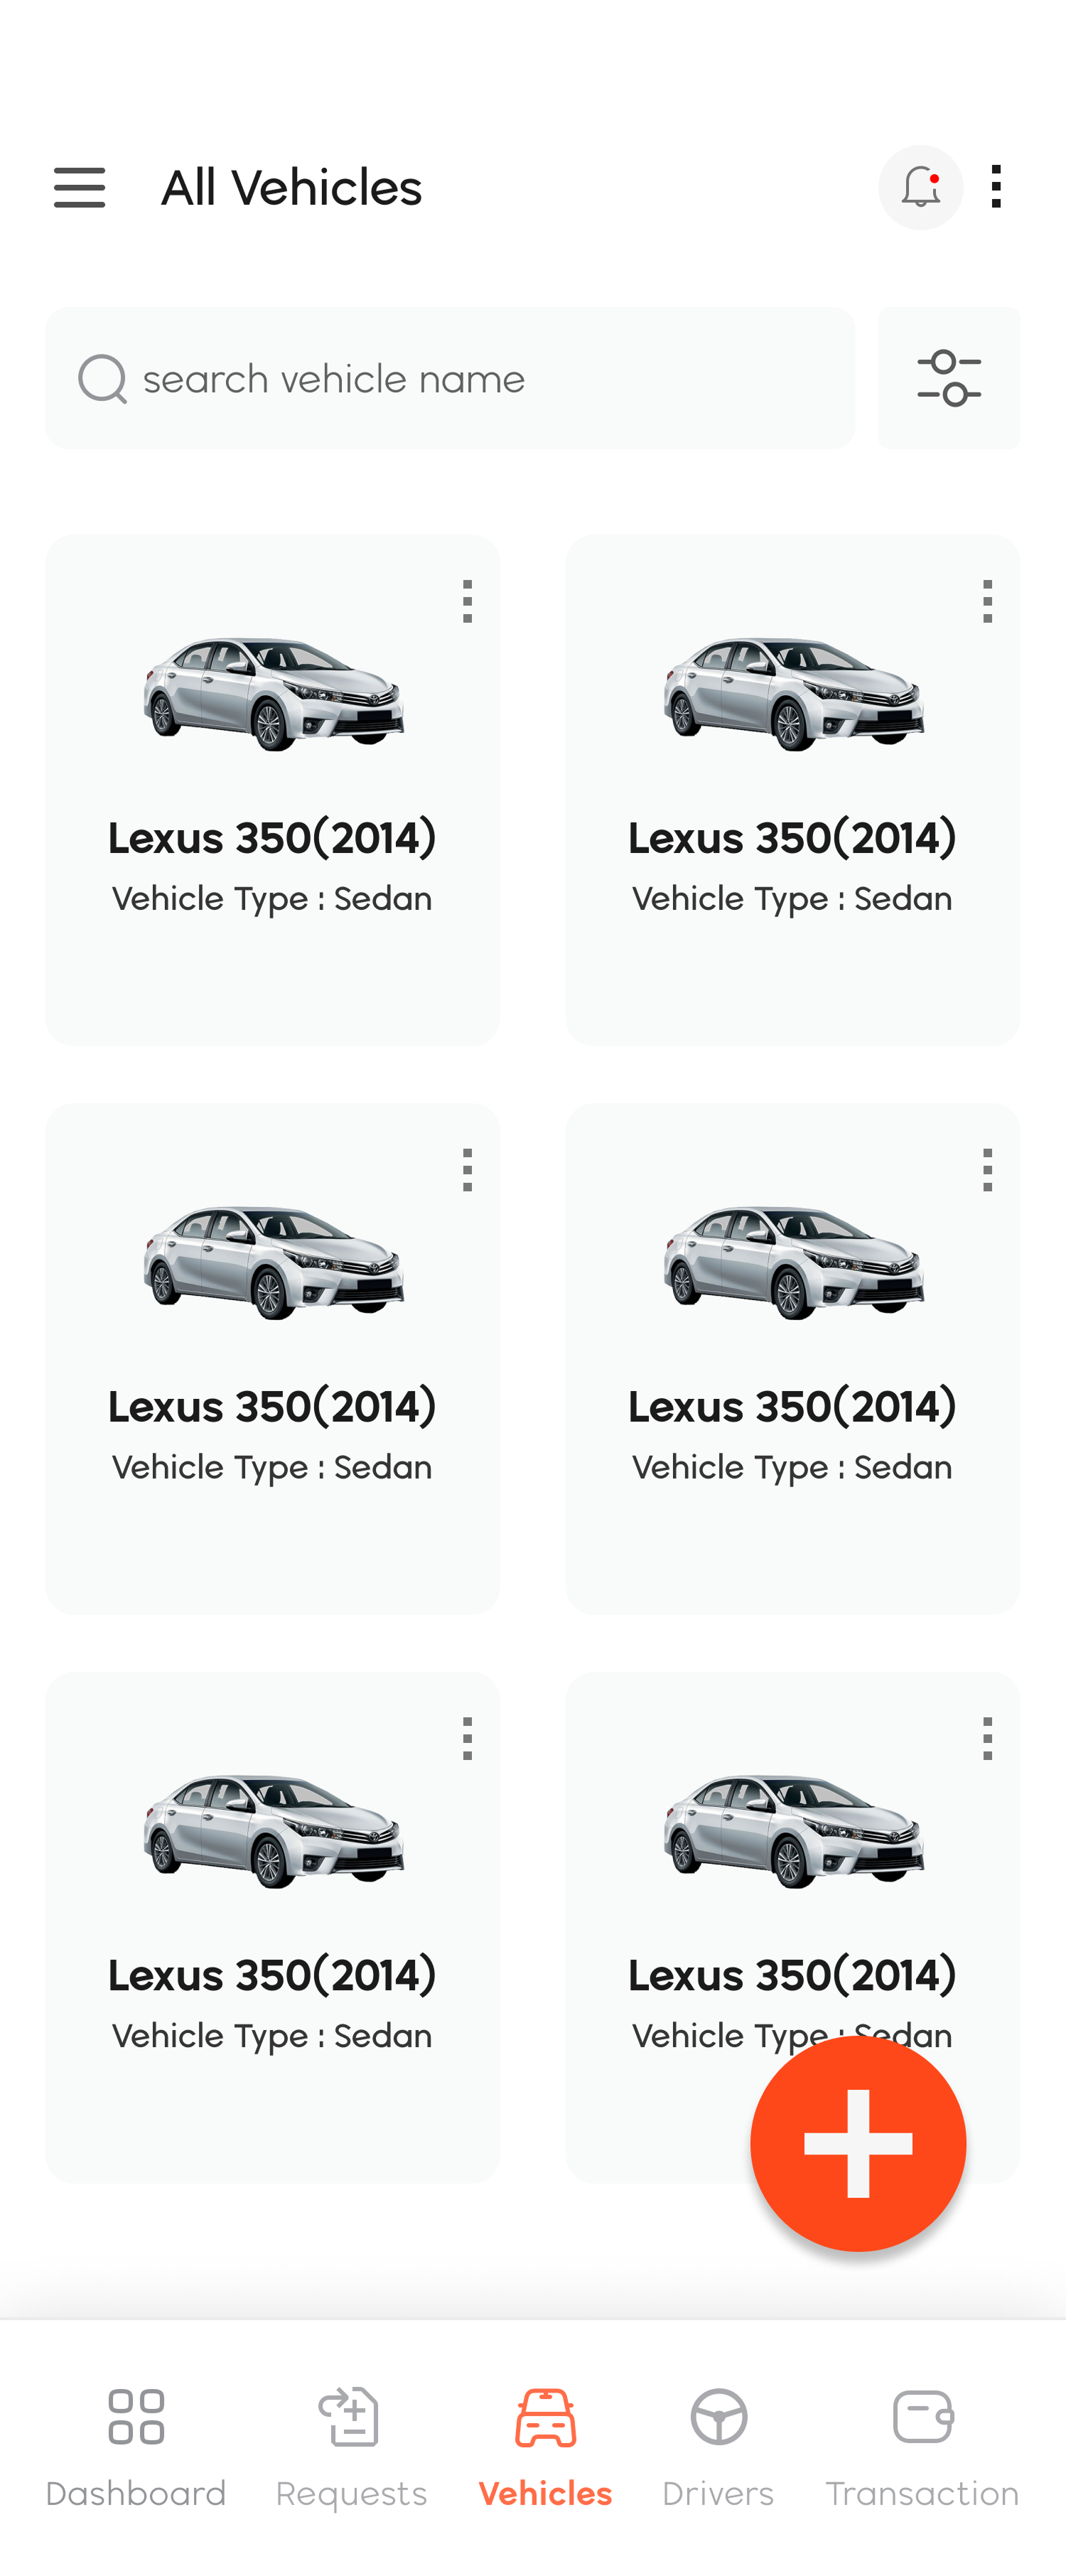 All Vehicles
search vehicle name
Lexus 350(2014)
Vehicle Type : Sedan
Lexus 350(2014)
Vehicle Type : Sedan
Lexus 350(2014)
Vehicle Type : Sedan
Lexus 350(2014)
Vehicle Type : Sedan
Lexus 350(2014)
Vehicle Type : Sedan
Lexus 350(2014)
Vehicle Type : Sedan
Dashboard
Requests
Vehicles
Drivers
Transaction